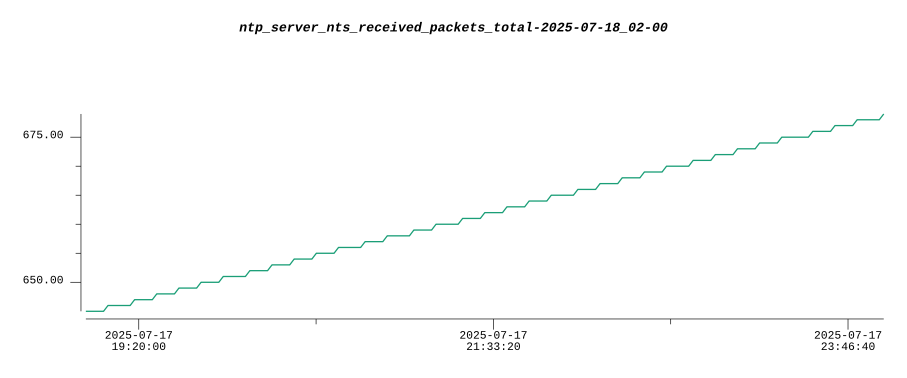 ntp_server_nts_received_packets_total-2025-07-18_02-00
675.00
650.00
2025-07-17 2025-07-17 2025-07-17
19:20:00 21:33:20 23:46:40